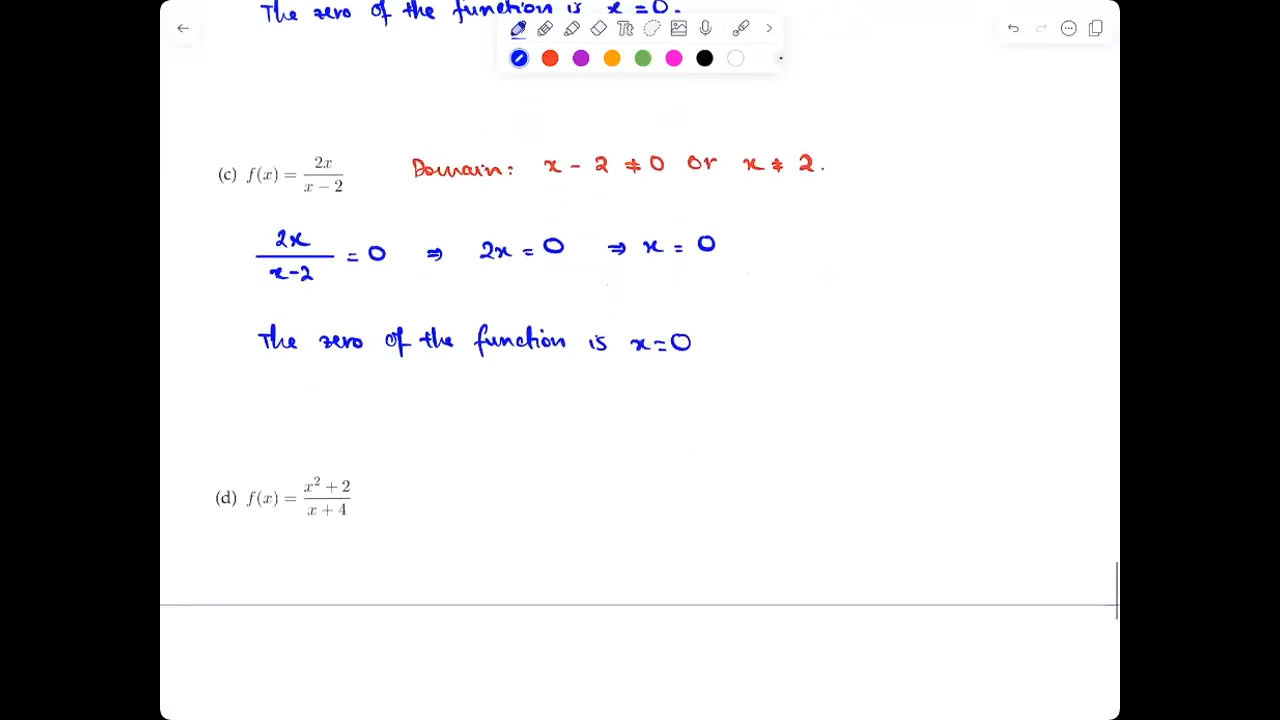 The zero of the function is x = 0.
Tt
(c) f(x) = 2x / (x − 2) Domain: x − 2 ≠ 0 or x ≠ 2.
2x / (x−2) = 0 ⇒ 2x = 0 ⇒ x = 0
The zero of the function is x = 0
(d) f(x) = (x² + 2) / (x + 4)